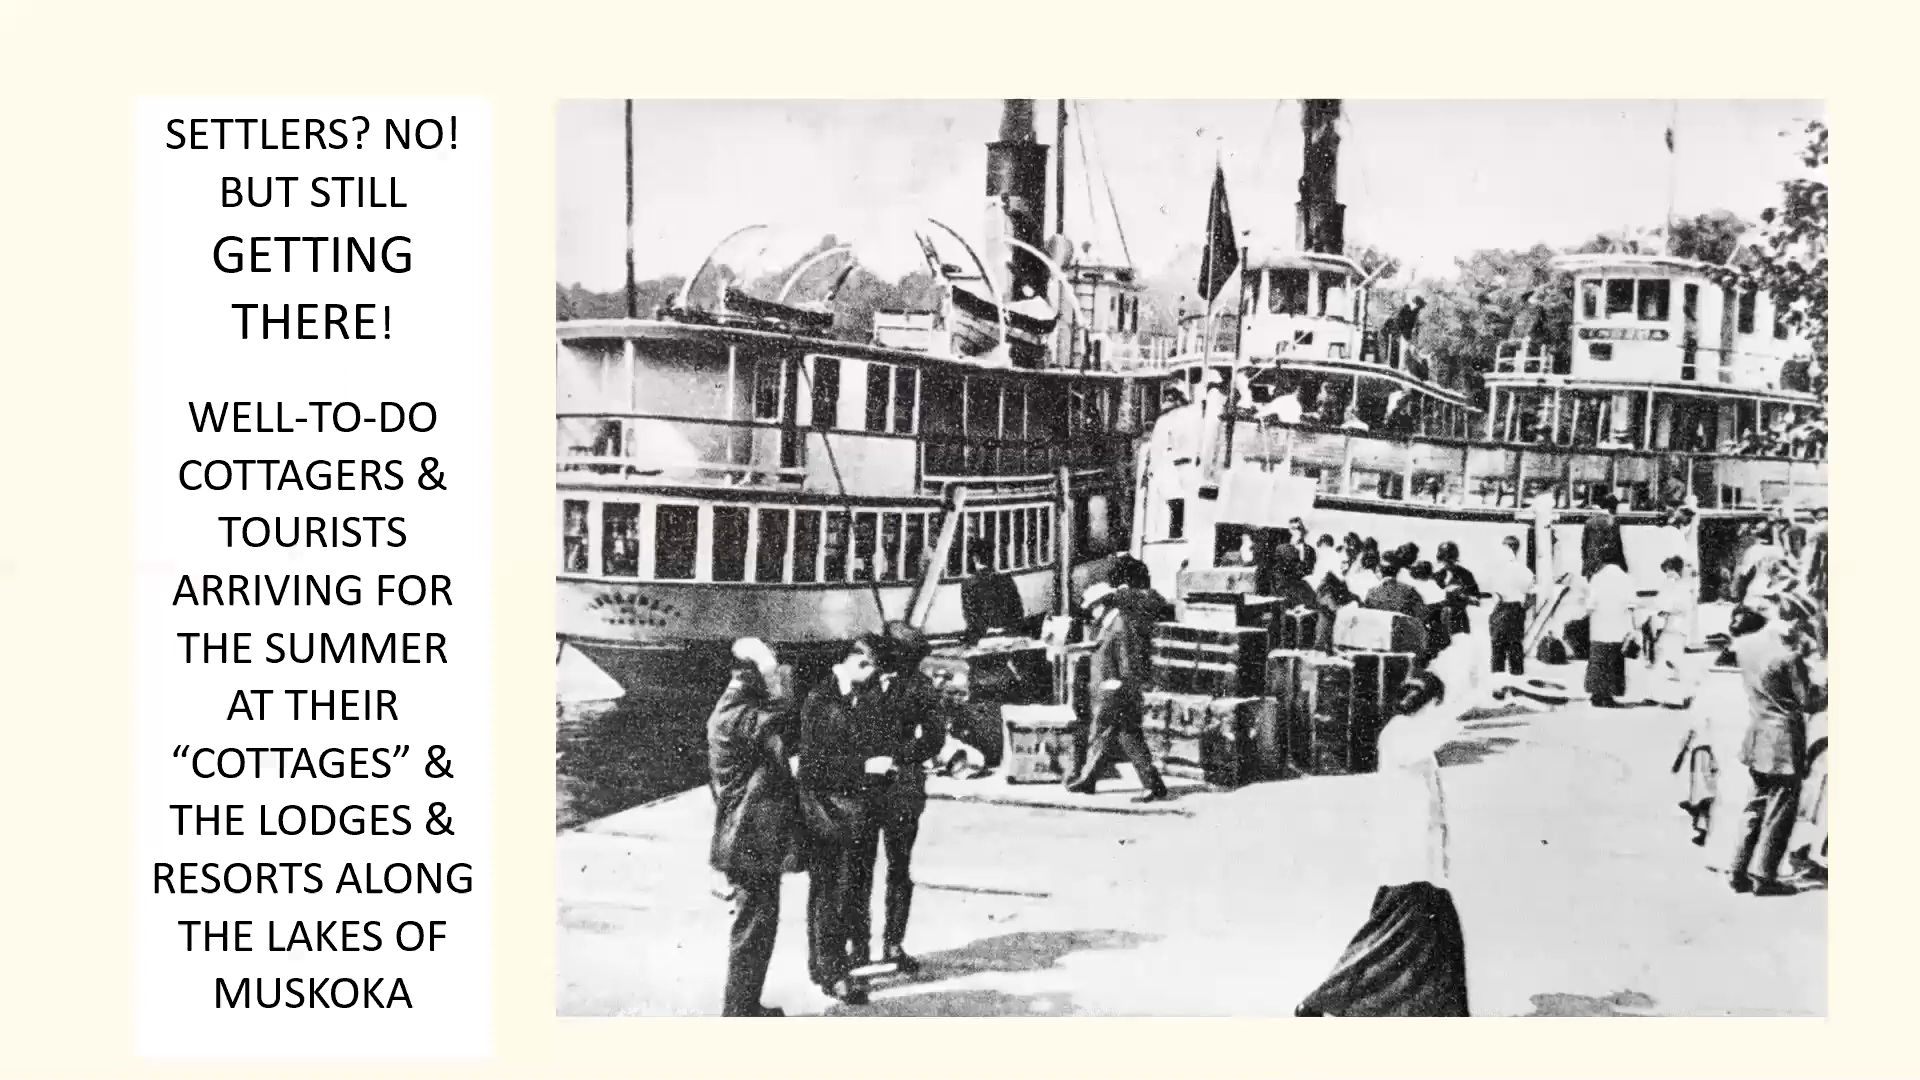 SETTLERS? NO!
BUT STILL
GETTING
THERE!
WELL-TO-DO
COTTAGERS &
TOURISTS
ARRIVING FOR
THE SUMMER
AT THEIR
“COTTAGES” &
THE LODGES &
RESORTS ALONG
THE LAKES OF
MUSKOKA